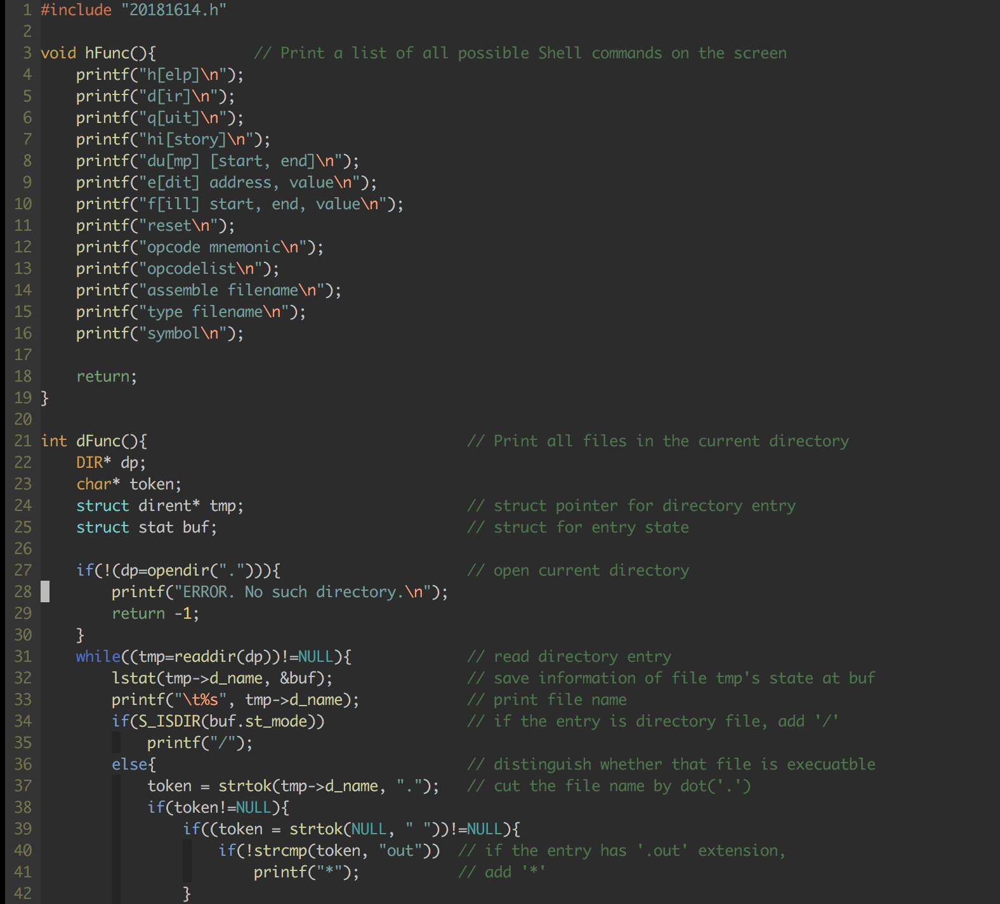 1 #include "20181614.h"
2
3 void hFunc(){           // Print a list of all possible Shell commands on the screen
4     printf("h[elp]\n");
5     printf("d[ir]\n");
6     printf("q[uit]\n");
7     printf("hi[story]\n");
8     printf("du[mp] [start, end]\n");
9     printf("e[dit] address, value\n");
10     printf("f[ill] start, end, value\n");
11     printf("reset\n");
12     printf("opcode mnemonic\n");
13     printf("opcodelist\n");
14     printf("assemble filename\n");
15     printf("type filename\n");
16     printf("symbol\n");
17
18     return;
19 }
20
21 int dFunc(){                                    // Print all files in the current directory
22     DIR* dp;
23     char* token;
24     struct dirent* tmp;                         // struct pointer for directory entry
25     struct stat buf;                            // struct for entry state
26
27     if(!(dp=opendir("."))){                     // open current directory
28         printf("ERROR. No such directory.\n");
29         return -1;
30     }
31     while((tmp=readdir(dp))!=NULL){             // read directory entry
32         lstat(tmp->d_name, &buf);               // save information of file tmp's state at buf
33         printf("\t%s", tmp->d_name);            // print file name
34         if(S_ISDIR(buf.st_mode))                // if the entry is directory file, add '/'
35             printf("/");
36         else{                                   // distinguish whether that file is execuatble
37             token = strtok(tmp->d_name, ".");   // cut the file name by dot('.')
38             if(token!=NULL){
39                 if((token = strtok(NULL, " "))!=NULL){
40                     if(!strcmp(token, "out"))  // if the entry has '.out' extension,
41                         printf("*");           // add '*'
42                 }